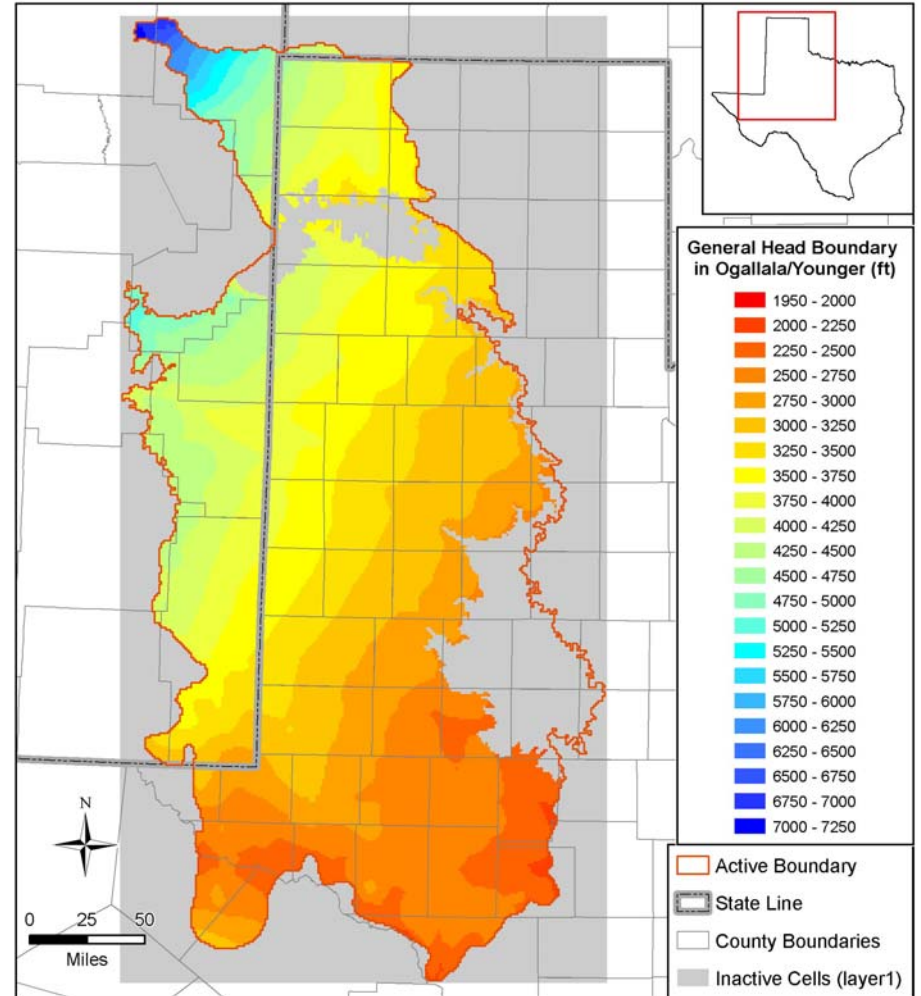 General Head Boundary
in Ogallala/Younger (ft)
1950 - 2000
2000 - 2250
2250 - 2500
2500 - 2750
2750 - 3000
3000 - 3250
3250 - 3500
3500 - 3750
3750 - 4000
4000 - 4250
4250 - 4500
4500 - 4750
4750 - 5000
5000 - 5250
5250 - 5500
5500 - 5750
5750 - 6000
6000 - 6250
6250 - 6500
6500 - 6750
6750 - 7000
7000 - 7250
N
0 25 50
Miles
Active Boundary
State Line
County Boundaries
Inactive Cells (layer1)